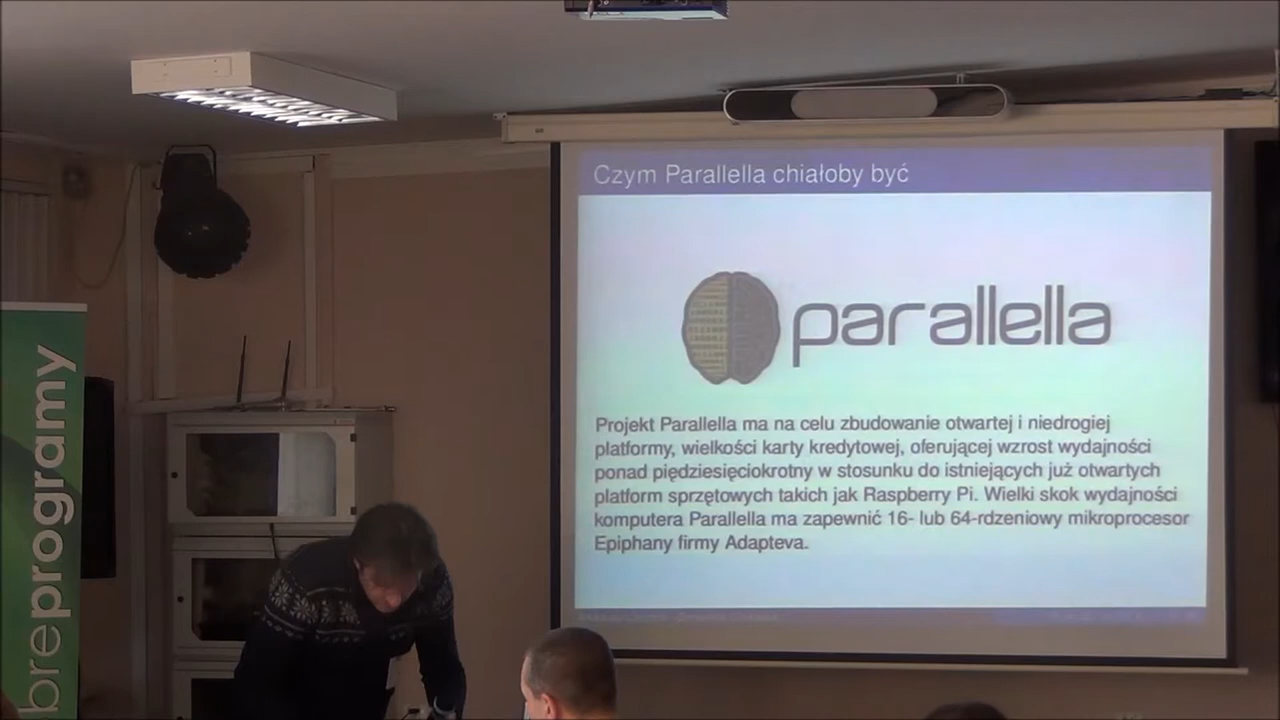 Czym Parallella chiałoby być
parallella
Projekt Parallella ma na celu zbudowanie otwartej i niedrogiej
platformy, wielkości karty kredytowej, oferującej wzrost wydajności
ponad piędziesięciokrotny w stosunku do istniejących już otwartych
platform sprzętowych takich jak Raspberry Pi. Wielki skok wydajności
komputera Parallella ma zapewnić 16- lub 64-rdzeniowy mikroprocesor
Epiphany firmy Adapteva.
breprogramy